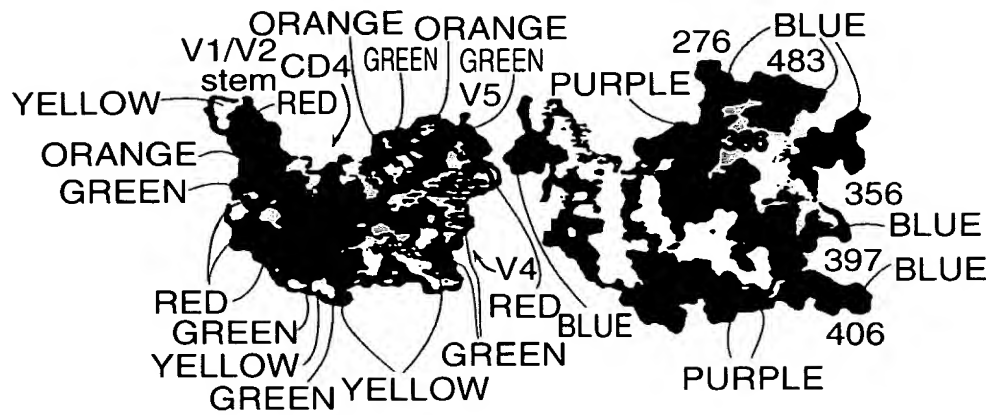 ORANGE ORANGE
BLUE
V1/V2
GREEN GREEN
276
483
stem CD4
V5
PURPLE
YELLOW
RED
ORANGE
GREEN
356
BLUE
V4
397
RED
RED
BLUE
BLUE
GREEN
406
YELLOW
GREEN
GREEN
YELLOW
PURPLE